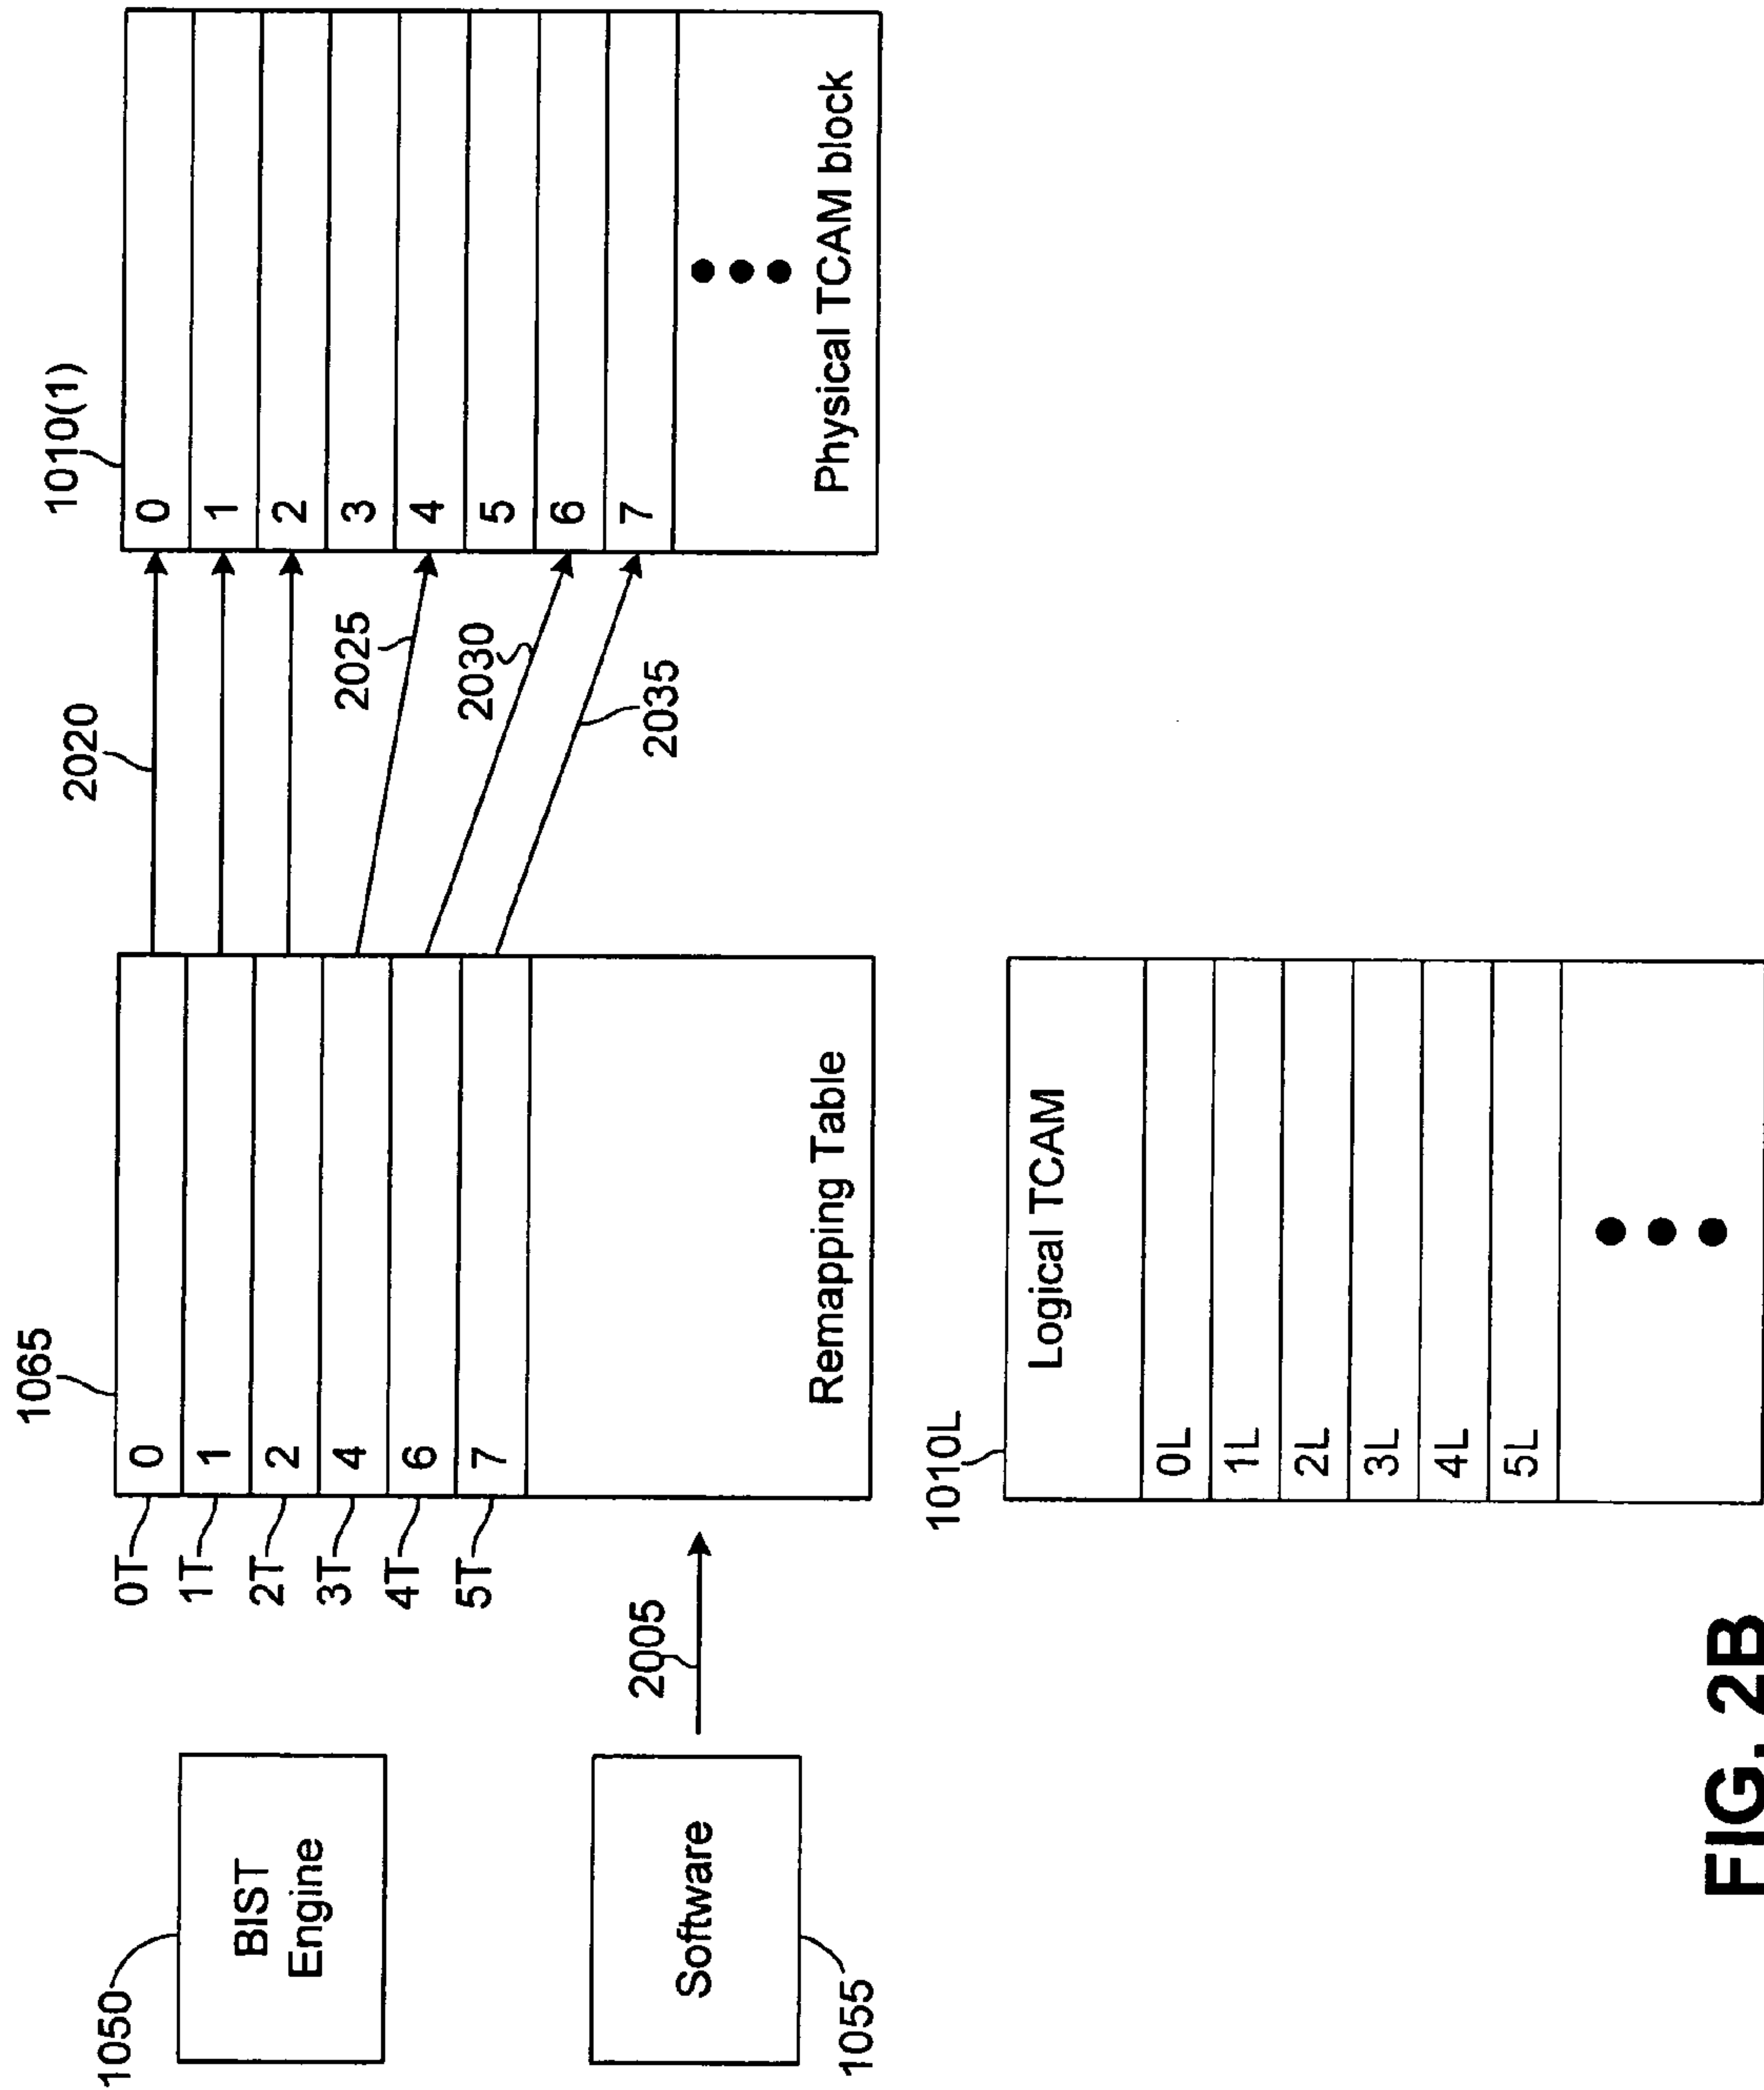 1050
BIST
Engine
Software
1055
2005
1065
0T
1T
2T
3T
4T
5T
0
1
2
4
6
7
Remapping Table
2020
2025
2030
2035
1010(1)
0
1
2
3
4
5
6
7
Physical TCAM block
1010L
Logical TCAM
0L
1L
2L
3L
4L
5L
FIG. 2B